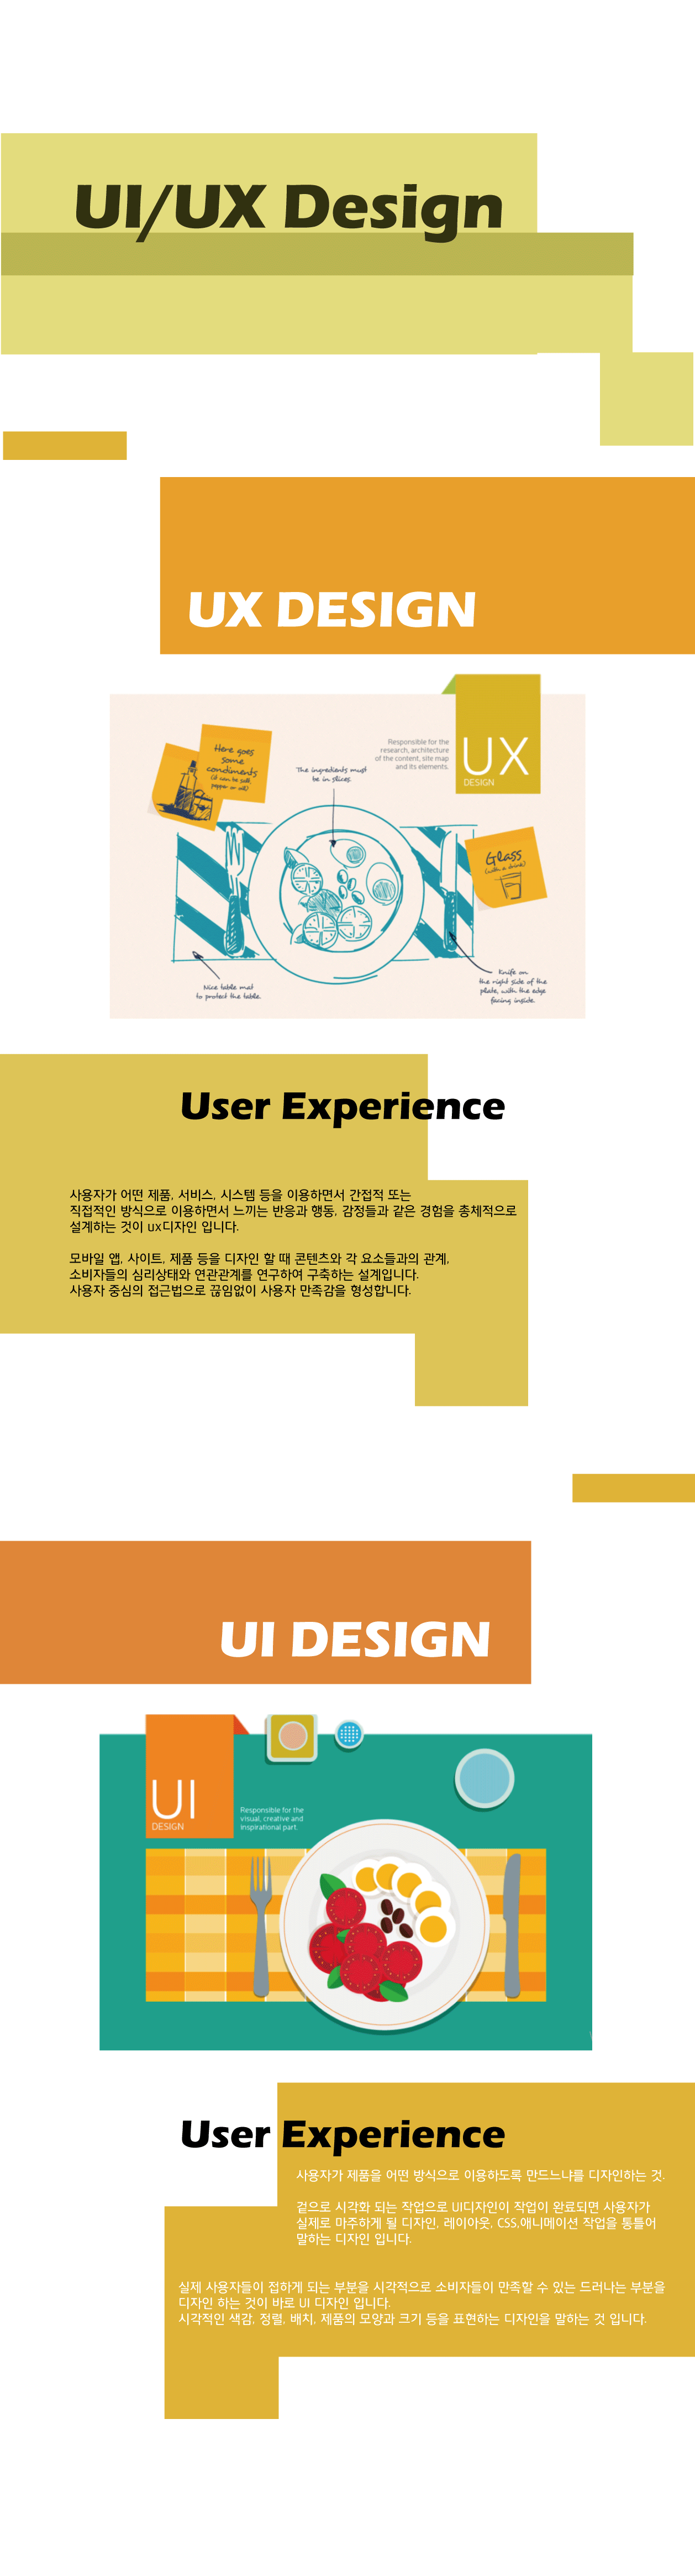 UI/UX Design
UX DESIGN
Responsible for the
research, architecture
of the content, site map
and its elements.
UX
DESIGN
Here goes
some
condiments
(it can be salt,
pepper or oil)
The ingredients must
be in slices.
Glass
(with a drink)
Nice table mat
to protect the table.
Knife on
the right side of the
plate, with the edge
facing inside.
User Experience
사용자가 어떤 제품, 서비스, 시스템 등을 이용하면서 간접적 또는
직접적인 방식으로 이용하면서 느끼는 반응과 행동, 감정들과 같은 경험을 총체적으로
설계하는 것이 UX디자인 입니다.
모바일 앱, 사이트, 제품 등을 디자인 할 때 콘텐츠와 각 요소들과의 관계,
소비자들의 심리상태와 연관관계를 연구하여 구축하는 설계입니다.
사용자 중심의 접근법으로 끊임없이 사용자 만족감을 형성합니다.
UI DESIGN
UI
DESIGN
Responsible for the
visual, creative and
inspirational part.
User Experience
사용자가 제품을 어떤 방식으로 이용하도록 만드느냐를 디자인하는 것.
겉으로 시각화 되는 작업으로 UI디자인이 작업이 완료되면 사용자가
실제로 마주하게 될 디자인, 레이아웃, CSS,애니메이션 작업을 통틀어
말하는 디자인 입니다.
실제 사용자들이 접하게 되는 부분을 시각적으로 소비자들이 만족할 수 있는 드러나는 부분을
디자인 하는 것이 바로 UI 디자인 입니다.
시각적인 색감, 정렬, 배치, 제품의 모양과 크기 등을 표현하는 디자인을 말하는 것 입니다.